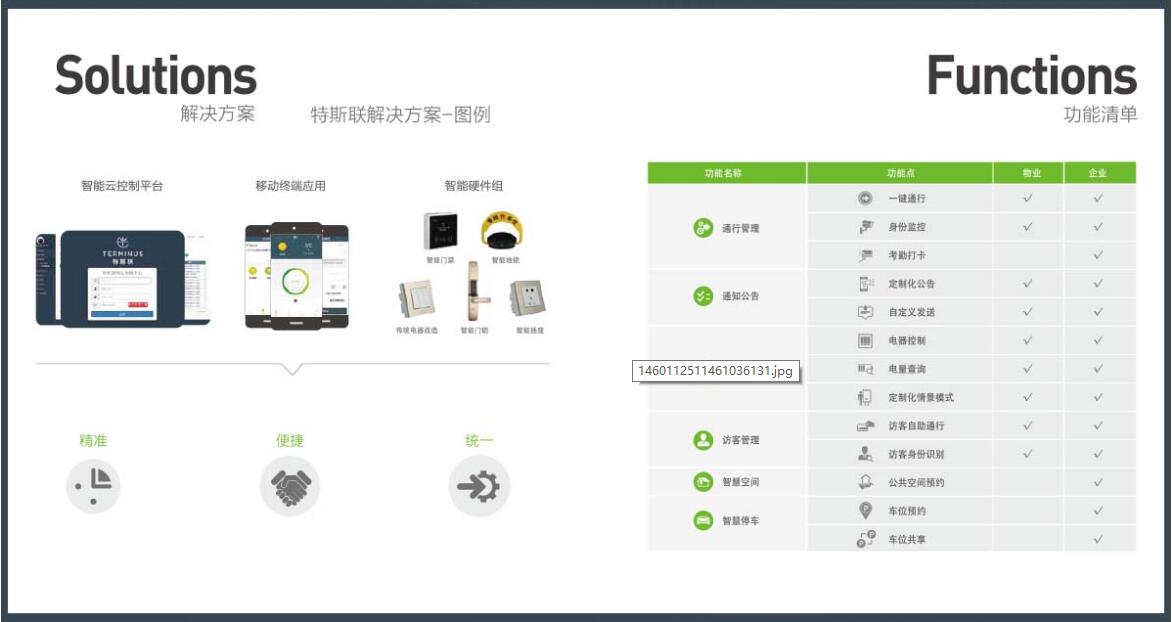 Solutions
解决方案
特斯联解决方案-图例
智能云控制平台
移动终端应用
智能硬件组
TERMINUS
特斯联
智能门禁
智能地锁
传统电器改造
智能门锁
智能插座
精准
便捷
统一
Functions
功能清单
功能名称 功能点 物业 企业
通行管理
一键通行 ✓ ✓
身份监控 ✓ ✓
考勤打卡 ✓
通知公告
定制化公告 ✓ ✓
自定义发送 ✓ ✓
1460112511461036131.jpg
电器控制 ✓ ✓
电量查询 ✓ ✓
定制化情景模式 ✓ ✓
访客管理
访客自助通行 ✓ ✓
访客身份识别 ✓ ✓
智慧空间
公共空间预约 ✓
智慧停车
车位预约 ✓
车位共享 ✓